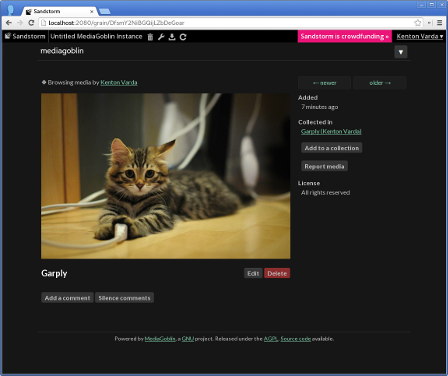 Sandstorm
localhost:2080/grain/DfsmY2NiBGQijLZbDeGoar
Sandstorm
Untitled MediaGoblin Instance
Sandstorm is crowdfunding »
Kenton Varda ▾
mediagoblin
▼
❖ Browsing media by Kenton Varda
← newer
older →
Added
7 minutes ago
Collected in
Garply (Kenton Varda)
Add to a collection
Report media
License
All rights reserved
Garply
Edit
Delete
Add a comment
Silence comments
Powered by MediaGoblin, a GNU project. Released under the AGPL. Source code available.